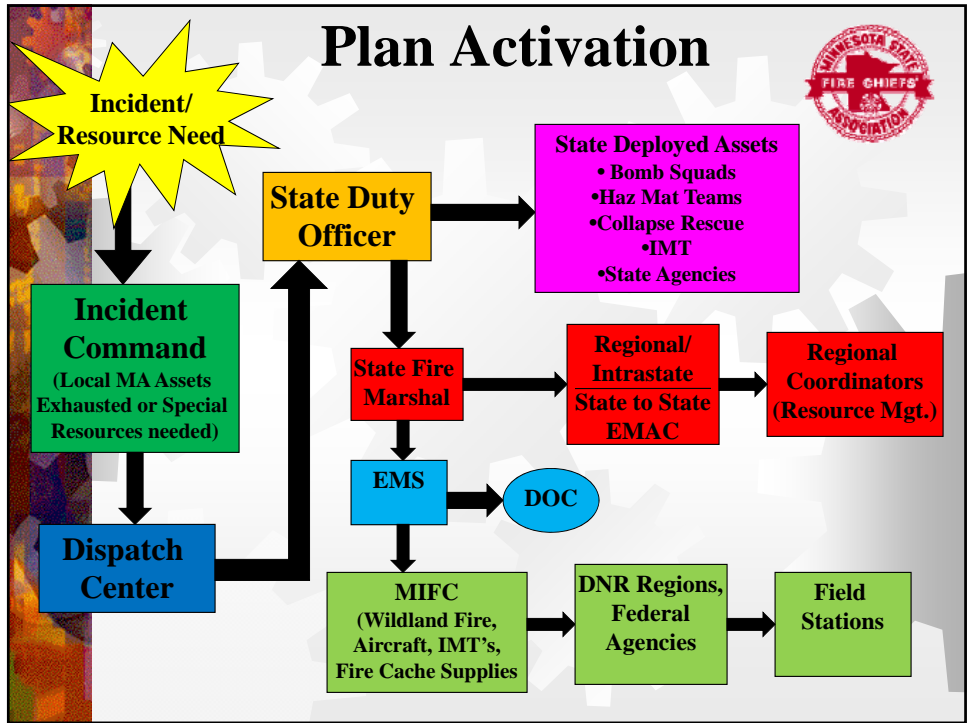 Plan Activation
MINNESOTA STATE
FIRE CHIEFS'
ASSOCIATION
Incident/
Resource Need
State Duty
Officer
State Deployed Assets
• Bomb Squads
•Haz Mat Teams
•Collapse Rescue
•IMT
•State Agencies
Incident
Command
(Local MA Assets
Exhausted or Special
Resources needed)
State Fire
Marshal
Regional/
Intrastate
State to State
EMAC
Regional
Coordinators
(Resource Mgt.)
EMS
DOC
Dispatch
Center
MIFC
(Wildland Fire,
Aircraft, IMT's,
Fire Cache Supplies
DNR Regions,
Federal
Agencies
Field
Stations